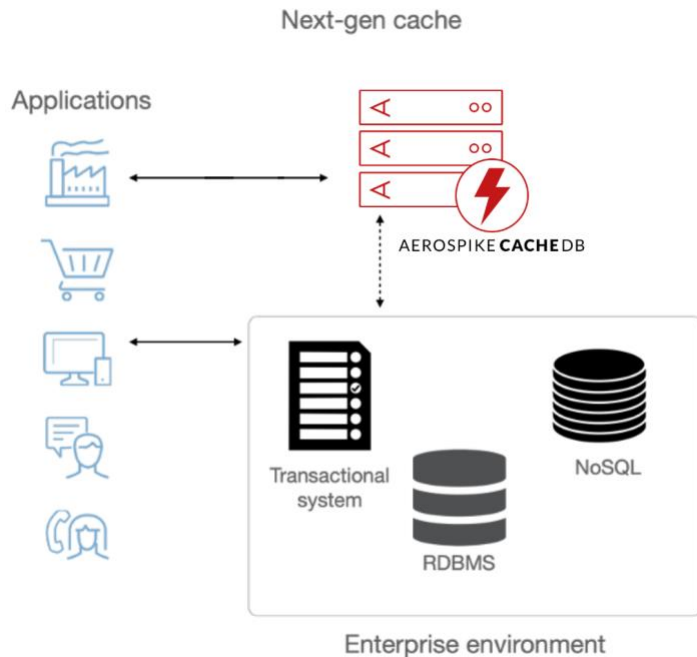 Next-gen cache
Applications
AEROSPIKE CACHEDB
Transactional
system
NoSQL
RDBMS
Enterprise environment